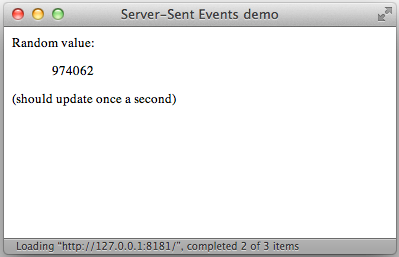 Server-Sent Events demo
Random value:
974062
(should update once a second)
Loading "http://127.0.0.1:8181/", completed 2 of 3 items